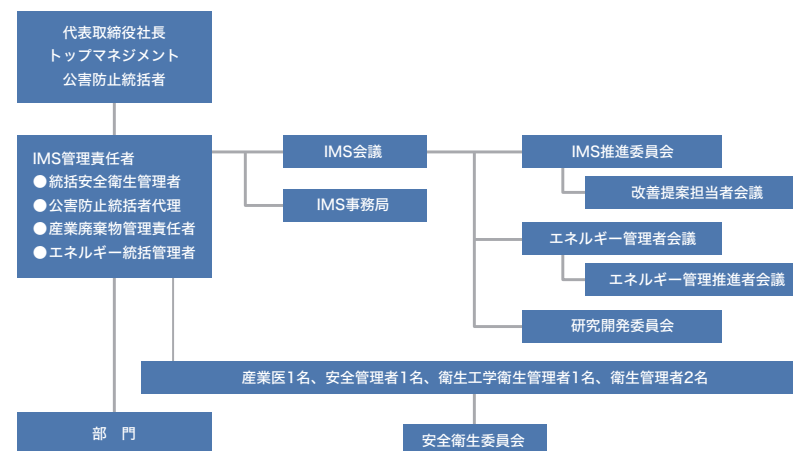 代表取締役社長
トップマネジメント
公害防止統括者
IMS管理責任者
●統括安全衛生管理者
●公害防止統括者代理
●産業廃棄物管理責任者
●エネルギー統括管理者
IMS会議
IMS事務局
IMS推進委員会
改善提案担当者会議
エネルギー管理者会議
エネルギー管理推進者会議
研究開発委員会
産業医1名、安全管理者1名、衛生工学衛生管理者1名、衛生管理者2名
部　門
安全衛生委員会